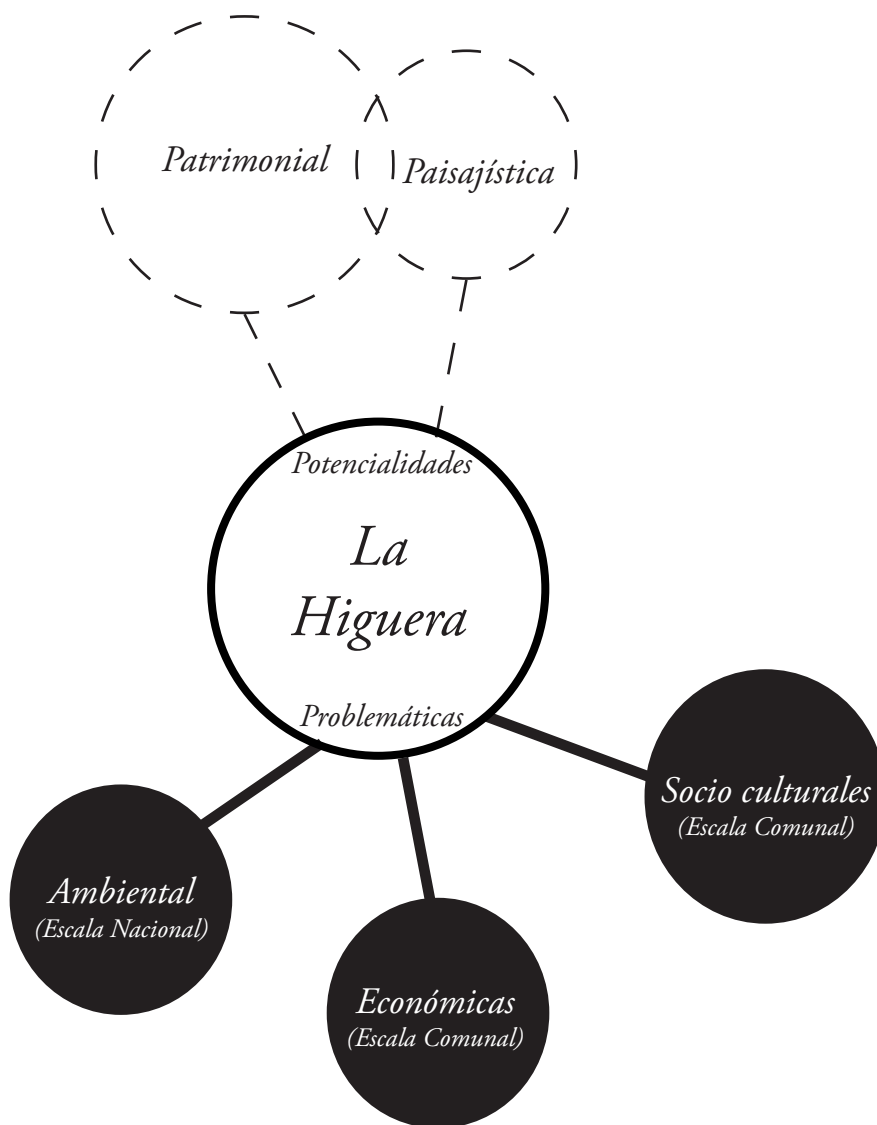 Patrimonial
Paisajística
Potencialidades
La
Higuera
Problemáticas
Socio culturales
(Escala Comunal)
Ambiental
(Escala Nacional)
Económicas
(Escala Comunal)